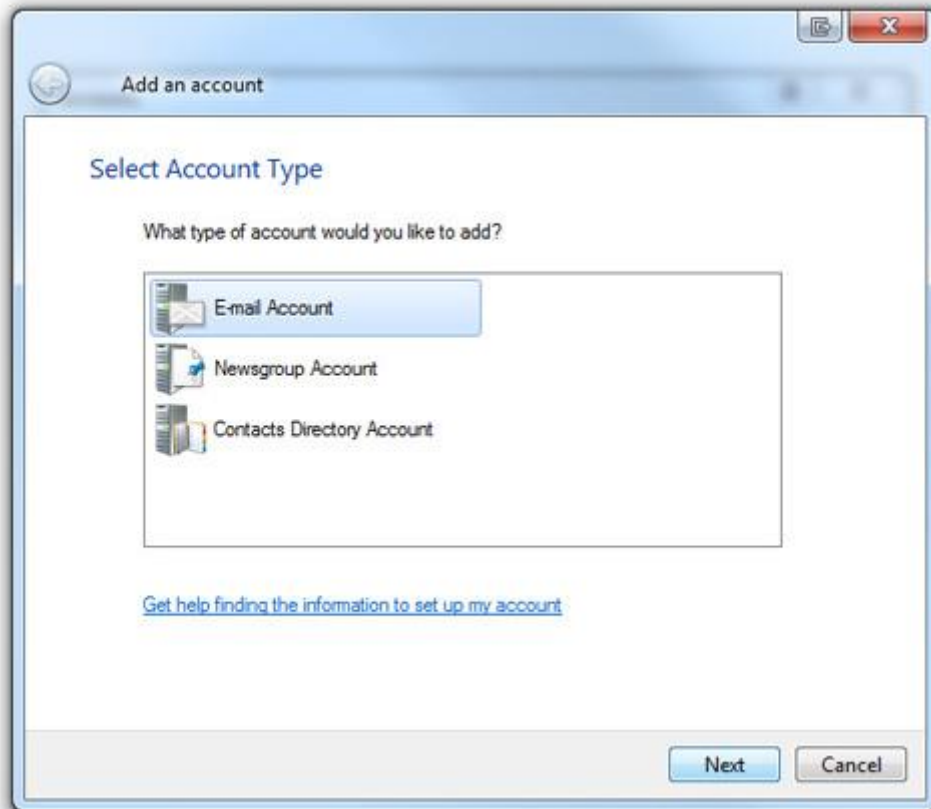 Add an account
Select Account Type
What type of account would you like to add?
E-mail Account
Newsgroup Account
Contacts Directory Account
Get help finding the information to set up my account
Next
Cancel